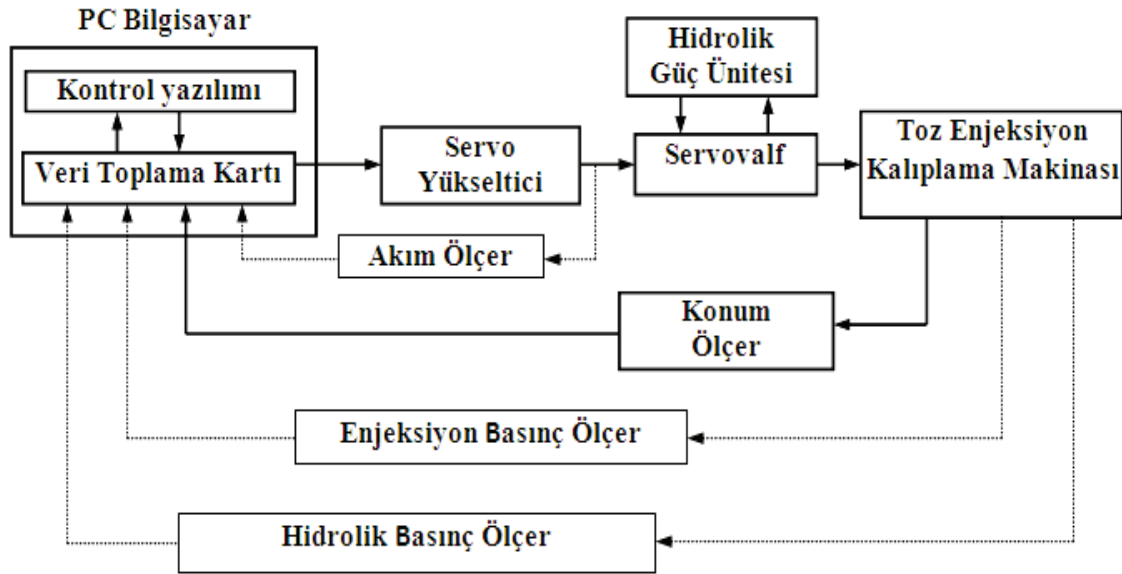 PC Bilgisayar
Kontrol yazılımı
Veri Toplama Kartı
Servo
Yükseltici
Hidrolik
Güç Ünitesi
Servovalf
Toz Enjeksiyon
Kalıplama Makinası
Akım Ölçer
Konum
Ölçer
Enjeksiyon Basınç Ölçer
Hidrolik Basınç Ölçer